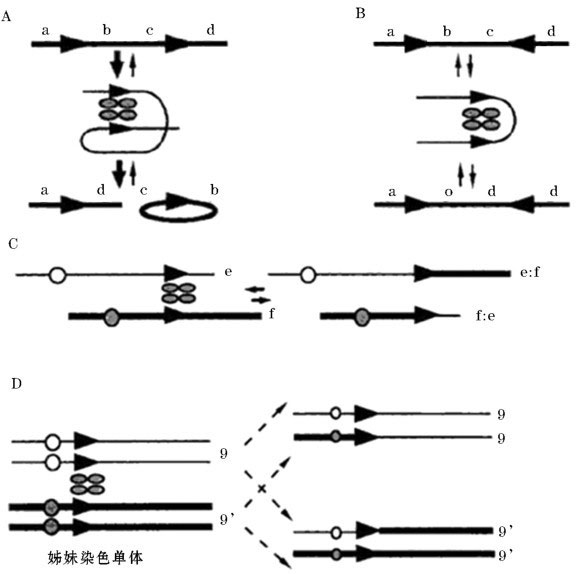 A
a b c d
a d c b
B
a b c d
a o d d
C
e
f
e:f
f:e
D
9
9'
姊妹染色单体
9
9
9'
9'